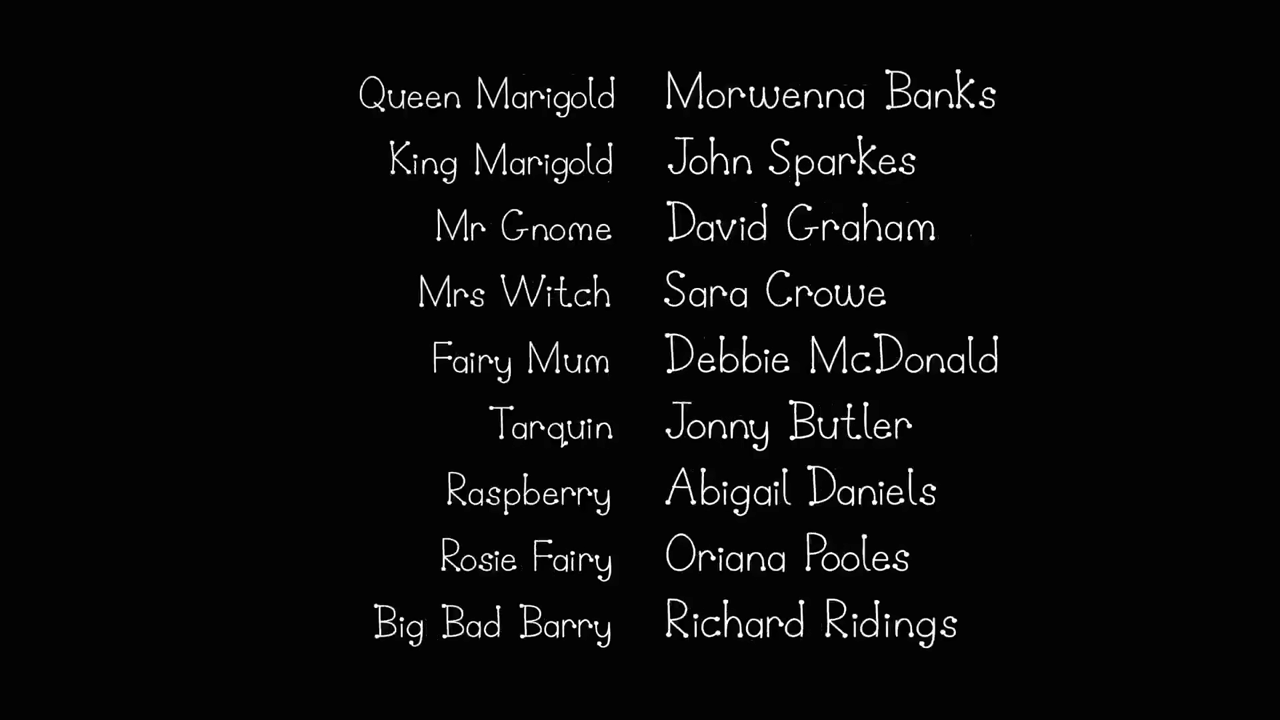 Queen Marigold Morwenna Banks
King Marigold John Sparkes
Mr Gnome David Graham
Mrs Witch Sara Crowe
Fairy Mum Debbie McDonald
Tarquin Jonny Butler
Raspberry Abigail Daniels
Rosie Fairy Oriana Pooles
Big Bad Barry Richard Ridings